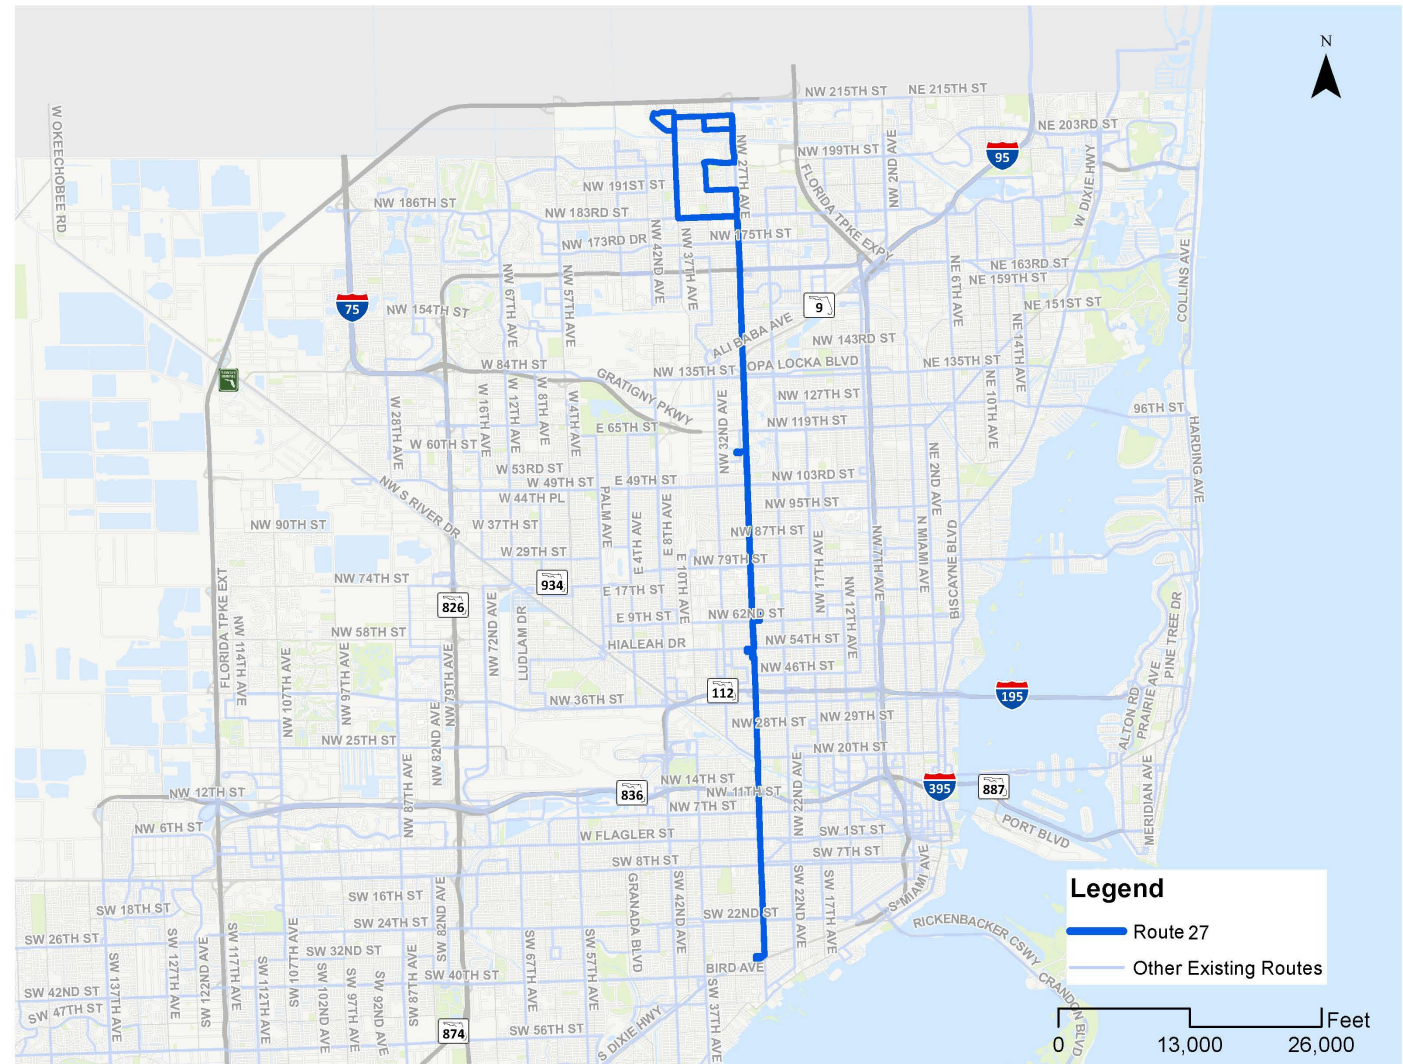 N
NW 215TH ST
NE 215TH ST
W OKEECHOBEE RD
NE 203RD ST
NW 27TH AVE
NW 199TH ST
NW 2ND AVE
95
W DIXIE HWY
FLORIDA TPKE EXPY
NW 191ST ST
NW 186TH ST
NW 183RD ST
NW 175TH ST
NW 173RD DR
NW 42ND AVE
NW 37TH AVE
NE 163RD ST
NE 159TH ST
NE 6TH AVE
COLLINS AVE
NW 67TH AVE
NW 57TH AVE
75
NW 154TH ST
9
NE 151ST ST
ALI BABA AVE
NW 143RD ST
NE 14TH AVE
W 84TH ST
NW 135TH ST
OPA LOCKA BLVD
NE 135TH ST
GRATIGNY PKWY
W 28TH AVE
W 16TH AVE
W 12TH AVE
W 8TH AVE
W 4TH AVE
NW 32ND AVE
NW 127TH ST
NE 10TH AVE
96TH ST
HARDING AVE
NW 119TH ST
E 65TH ST
W 60TH ST
NE 2ND AVE
W 53RD ST
W 49TH ST
E 49TH ST
NW 103RD ST
W 44TH PL
NW S RIVER DR
PALM AVE
E 4TH AVE
E 8TH AVE
NW 95TH ST
NW 90TH ST
W 37TH ST
NW 87TH ST
NW 17TH AVE
NW 7TH AVE
N MIAMI AVE
BISCAYNE BLVD
W 29TH ST
NW 79TH ST
E 10TH AVE
NW 74TH ST
934
E 17TH ST
NW 12TH AVE
826
E 9TH ST
NW 62ND ST
PINE TREE DR
FLORIDA TPKE EXT
NW 114TH AVE
NW 58TH ST
NW 72ND AVE
LUDLAM DR
HIALEAH DR
NW 54TH ST
NW 107TH AVE
NW 97TH AVE
NW 79TH AVE
NW 46TH ST
112
NW 36TH ST
195
ALTON RD
PRAIRIE AVE
NW 82ND AVE
NW 28TH ST
NW 29TH ST
NW 25TH ST
NW 20TH ST
NW 87TH AVE
NW 22ND AVE
NW 14TH ST
NW 12TH ST
836
NW 11TH ST
395
887
NW 7TH ST
NW 6TH ST
W FLAGLER ST
SW 1ST ST
PORT BLVD
MERIDIAN AVE
SW 8TH ST
SW 7TH ST
S MIAMI AVE
SW 16TH ST
GRANADA BLVD
SW 42ND AVE
SW 22ND AVE
SW 17TH AVE
SW 82ND AVE
SW 18TH ST
SW 24TH ST
SW 22ND ST
RICKENBACKER CSWY
SW 26TH ST
SW 32ND ST
SW 137TH AVE
SW 127TH AVE
SW 122ND AVE
SW 117TH AVE
SW 112TH AVE
SW 107TH AVE
SW 102ND AVE
SW 97TH AVE
SW 92ND AVE
SW 87TH AVE
SW 67TH AVE
SW 57TH AVE
SW 40TH ST
BIRD AVE
SW 37TH AVE
SW 42ND ST
SW 47TH ST
874
SW 56TH ST
S DIXIE HWY
CRANDON BLVD
Legend
Route 27
Other Existing Routes
Feet
0
13,000
26,000